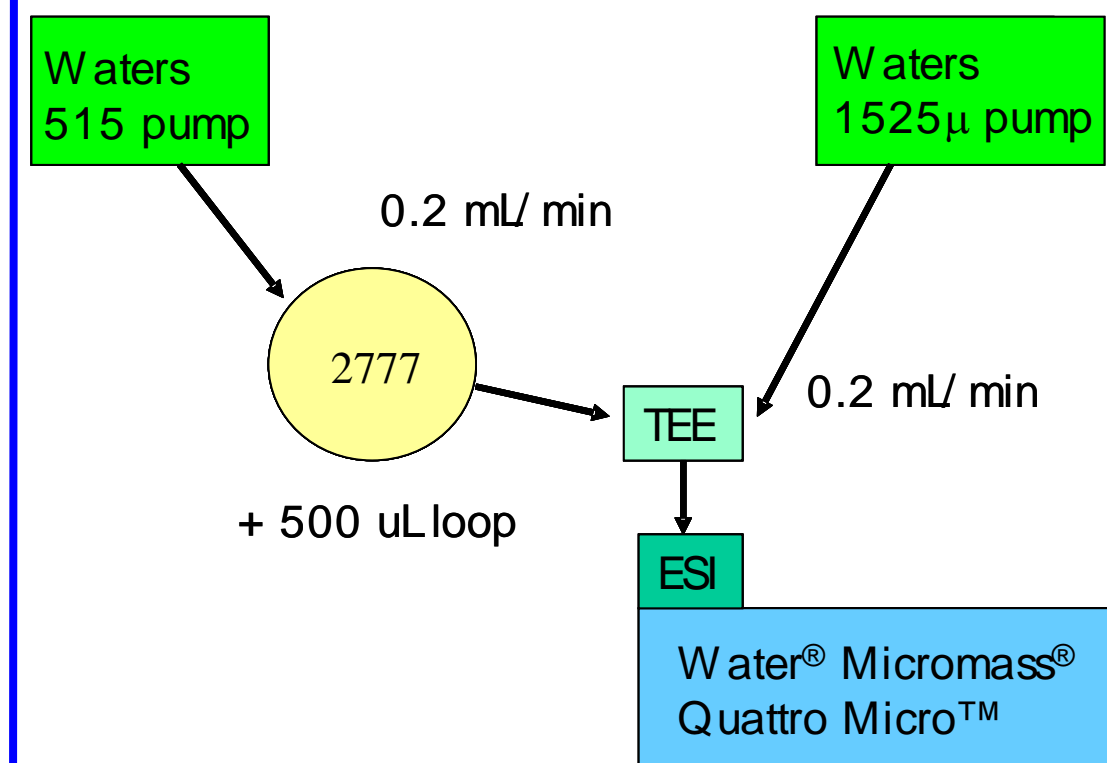 Waters
515 pump
Waters
1525µ pump
0.2 mL/ min
2777
0.2 mL/ min
TEE
+ 500 uL loop
ESI
Water® Micromass®
Quattro Micro™